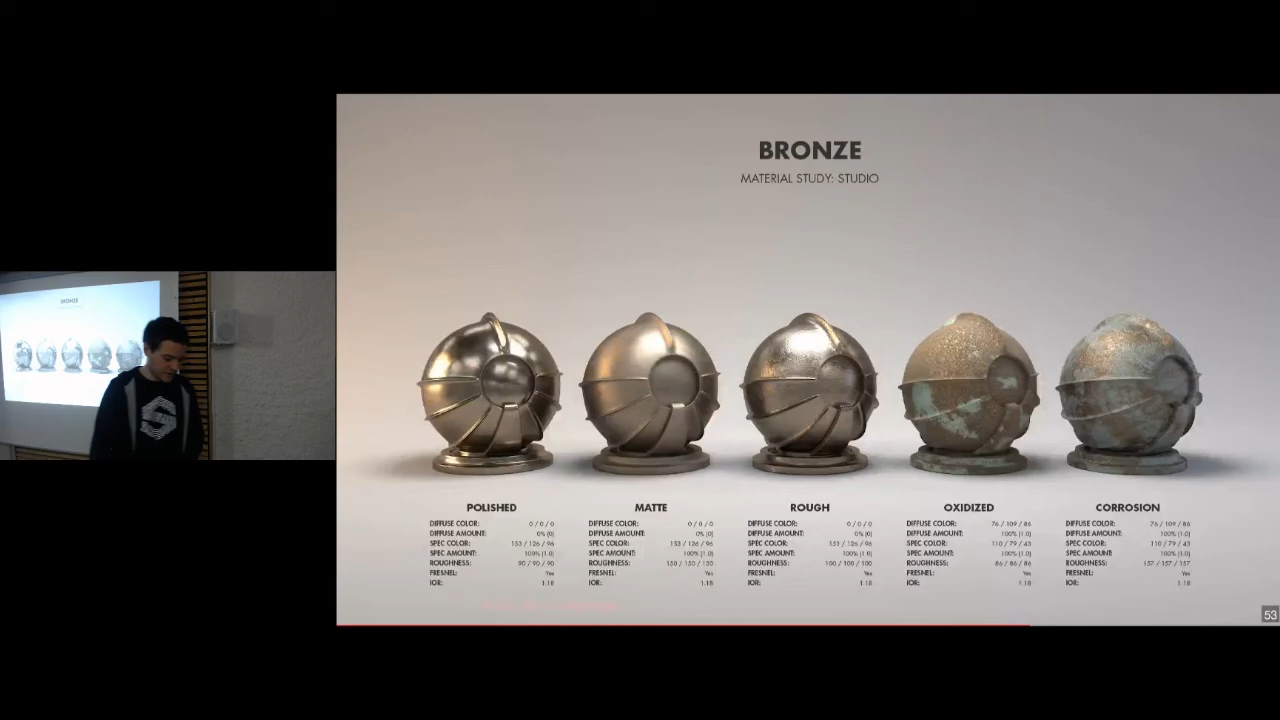 BRONZE
MATERIAL STUDY: STUDIO
POLISHED
DIFFUSE COLOR: 0 / 0 / 0
DIFFUSE AMOUNT: 0% (0)
SPEC COLOR: 153 / 126 / 96
SPEC AMOUNT: 100% (1.0)
ROUGHNESS: 90 / 90 / 90
FRESNEL: Yes
IOR: 1.18
MATTE
DIFFUSE COLOR: 0 / 0 / 0
DIFFUSE AMOUNT: 0% (0)
SPEC COLOR: 153 / 126 / 96
SPEC AMOUNT: 100% (1.0)
ROUGHNESS: 150 / 150 / 150
FRESNEL: Yes
IOR: 1.18
ROUGH
DIFFUSE COLOR: 0 / 0 / 0
DIFFUSE AMOUNT: 0% (0)
SPEC COLOR: 153 / 126 / 96
SPEC AMOUNT: 100% (1.0)
ROUGHNESS: 100 / 100 / 100
FRESNEL: Yes
IOR: 1.18
OXIDIZED
DIFFUSE COLOR: 76 / 109 / 86
DIFFUSE AMOUNT: 100% (1.0)
SPEC COLOR: 110 / 79 / 43
SPEC AMOUNT: 100% (1.0)
ROUGHNESS: 86 / 86 / 86
FRESNEL: Yes
IOR: 1.18
CORROSION
DIFFUSE COLOR: 76 / 109 / 86
DIFFUSE AMOUNT: 100% (1.0)
SPEC COLOR: 110 / 79 / 43
SPEC AMOUNT: 100% (1.0)
ROUGHNESS: 157 / 157 / 157
FRESNEL: Yes
IOR: 1.18
53
BRONZE